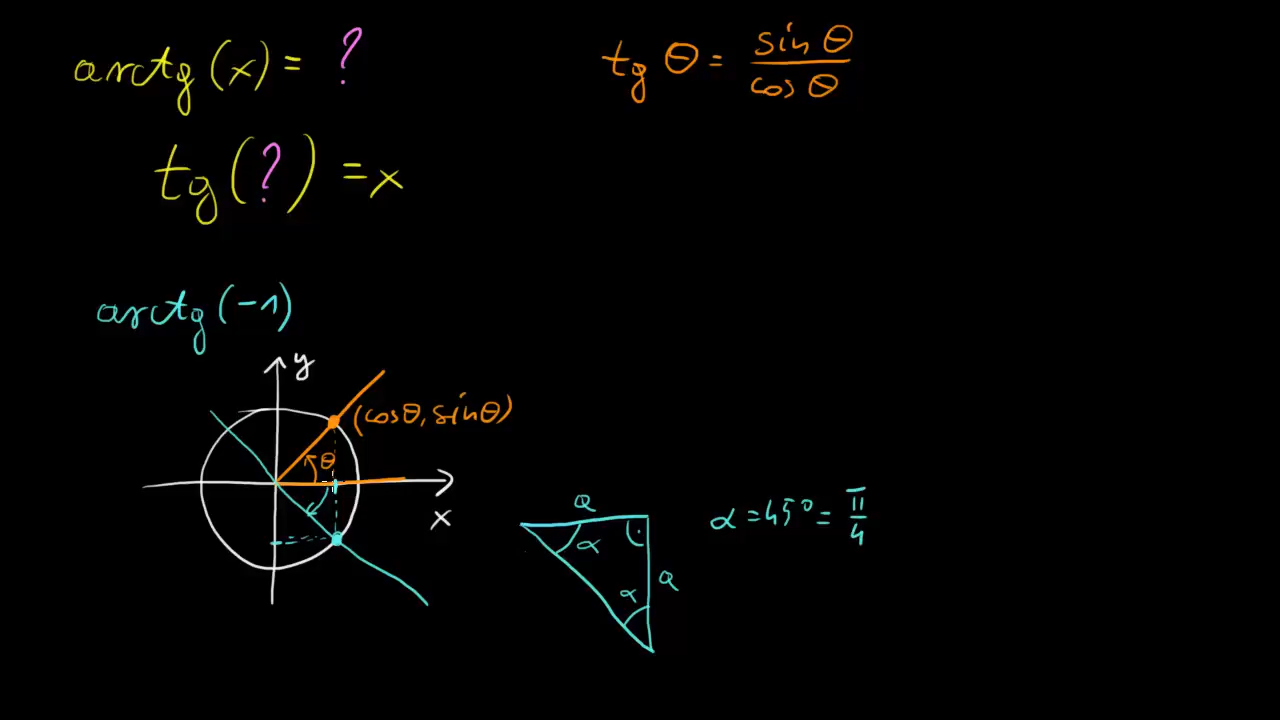 arctg(x) = ?
tg θ = sin θ / cos θ
tg(?) = x
arctg(-1)
y
(cosθ, sinθ)
θ
x
a
α = 45° = π/4
α
a
α